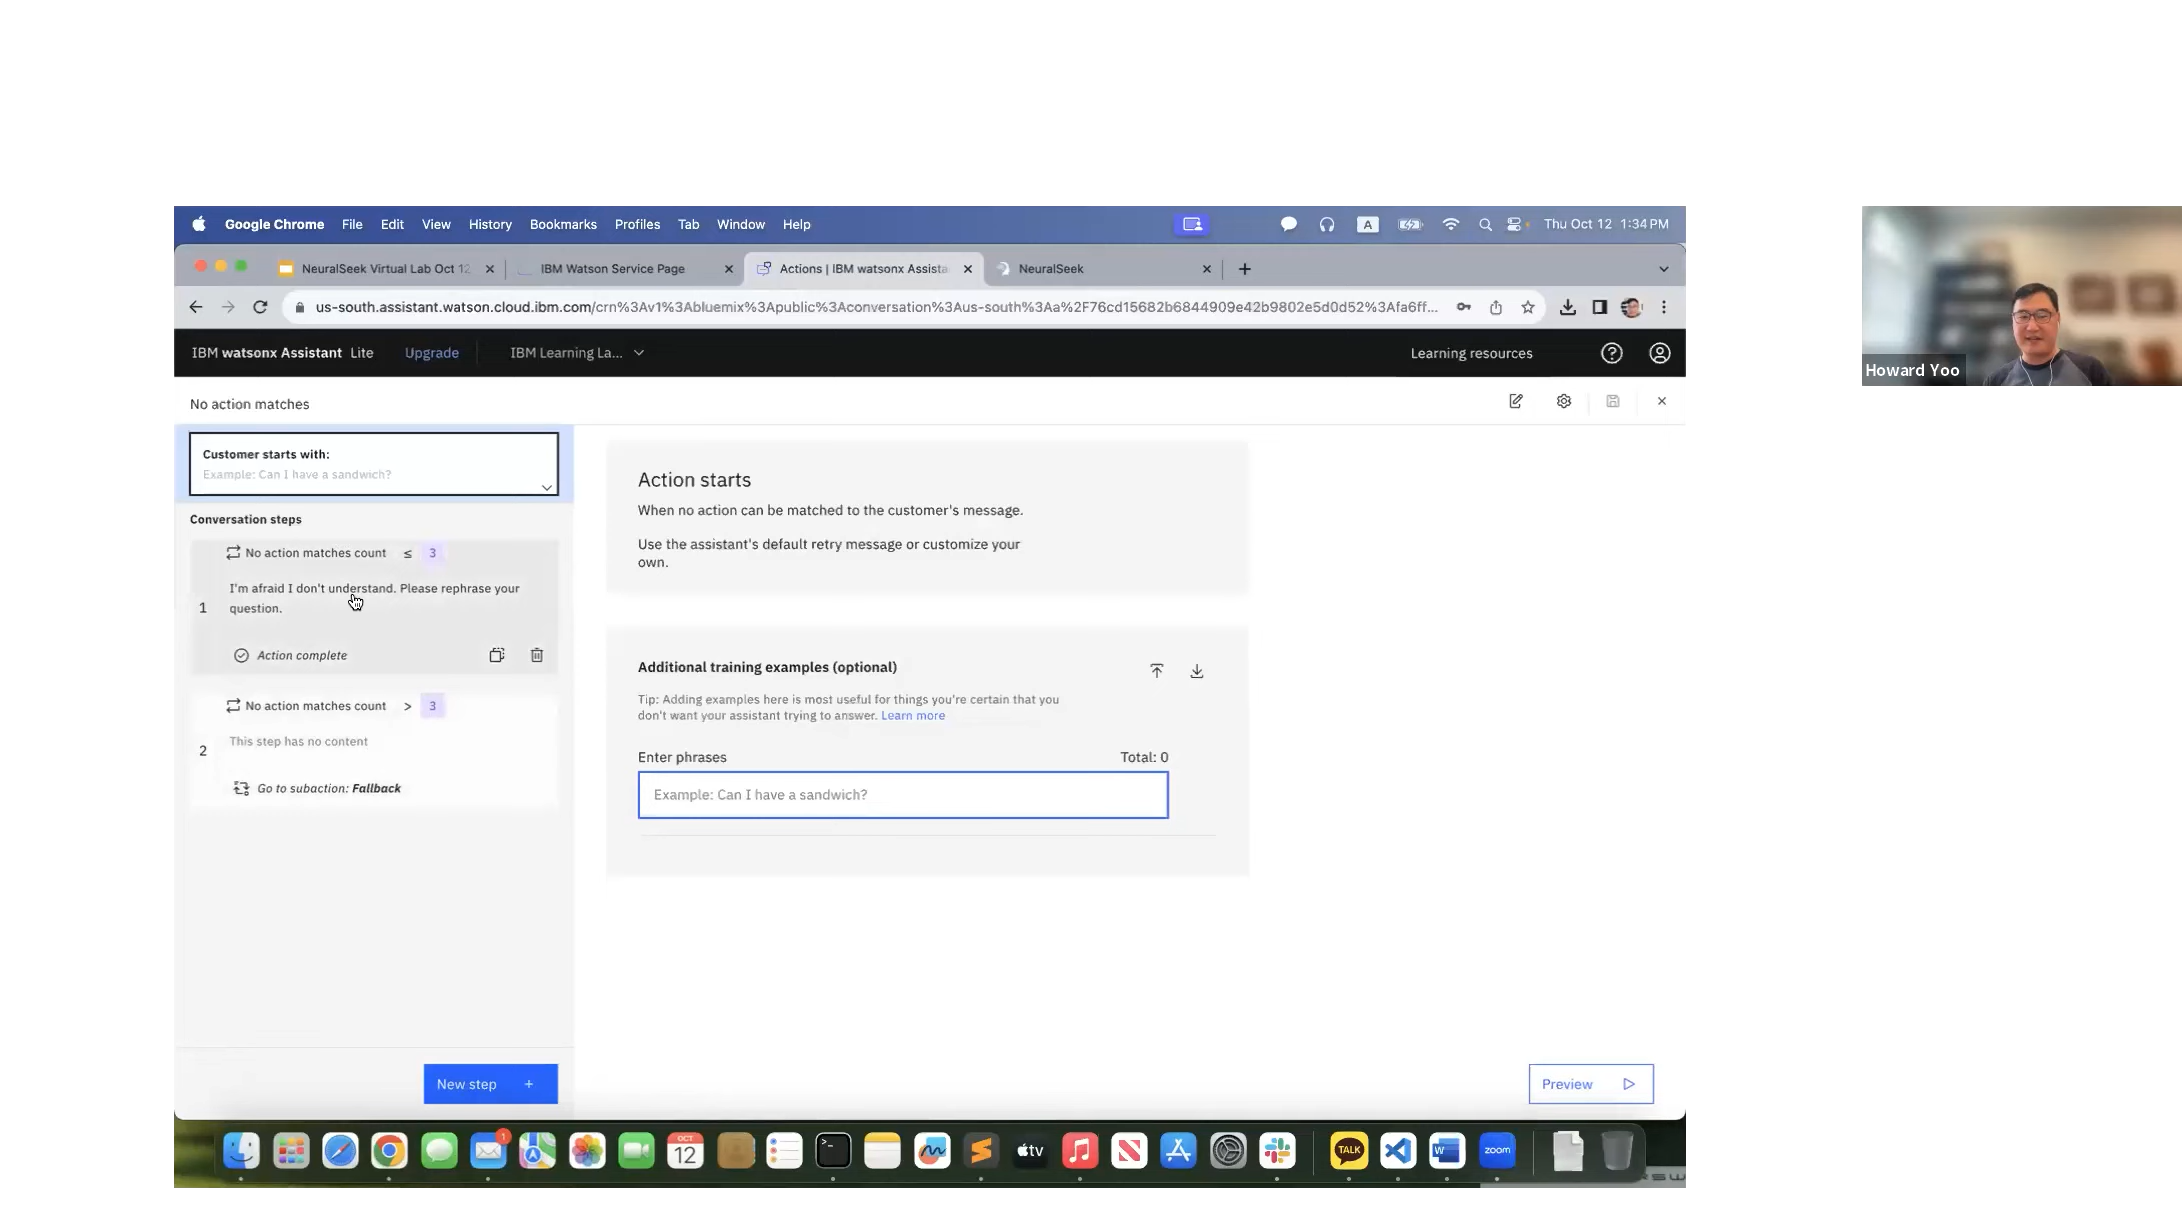 Google Chrome File Edit View History Bookmarks Profiles Tab Window Help A Thu Oct 12 1:34 PM
NeuralSeek Virtual Lab Oct 12 IBM Watson Service Page Actions | IBM watsonx Assista NeuralSeek
us-south.assistant.watson.cloud.ibm.com/crn%3Av1%3Abluemix%3Apublic%3Aconversation%3Aus-south%3Aa%2F76cd15682b6844909e42b9802e5d0d52%3Afa6ff...
IBM watsonx Assistant Lite Upgrade IBM Learning La... Learning resources
Howard Yoo
No action matches
Customer starts with:
Example: Can I have a sandwich?
Conversation steps
No action matches count ≤ 3
1
I'm afraid I don't understand. Please rephrase your
question.
Action complete
No action matches count > 3
2
This step has no content
Go to subaction: Fallback
New step +
Action starts
When no action can be matched to the customer's message.
Use the assistant's default retry message or customize your
own.
Additional training examples (optional)
Tip: Adding examples here is most useful for things you're certain that you
don't want your assistant trying to answer. Learn more
Enter phrases Total: 0
Example: Can I have a sandwich?
Preview
1 OCT 12 tv TALK W zoom